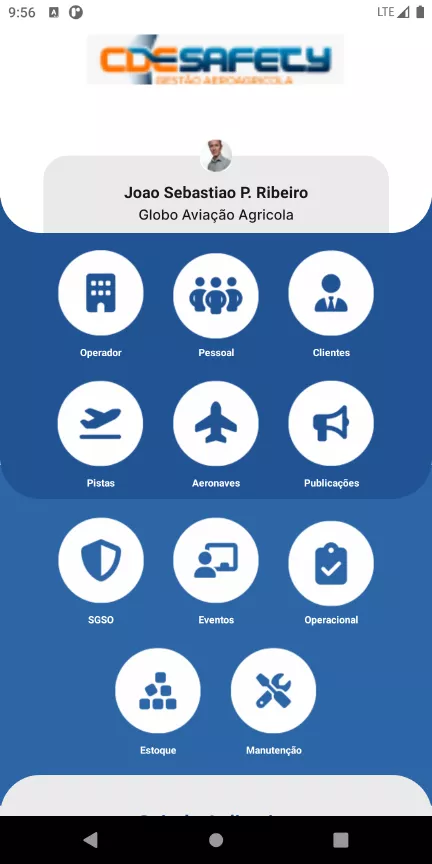 9:56
LTE
CDESAFETY
GESTÃO AEROAGRICOLA
Joao Sebastiao P. Ribeiro
Globo Aviação Agricola
Operador
Pessoal
Clientes
Pistas
Aeronaves
Publicações
SGSO
Eventos
Operacional
Estoque
Manutenção